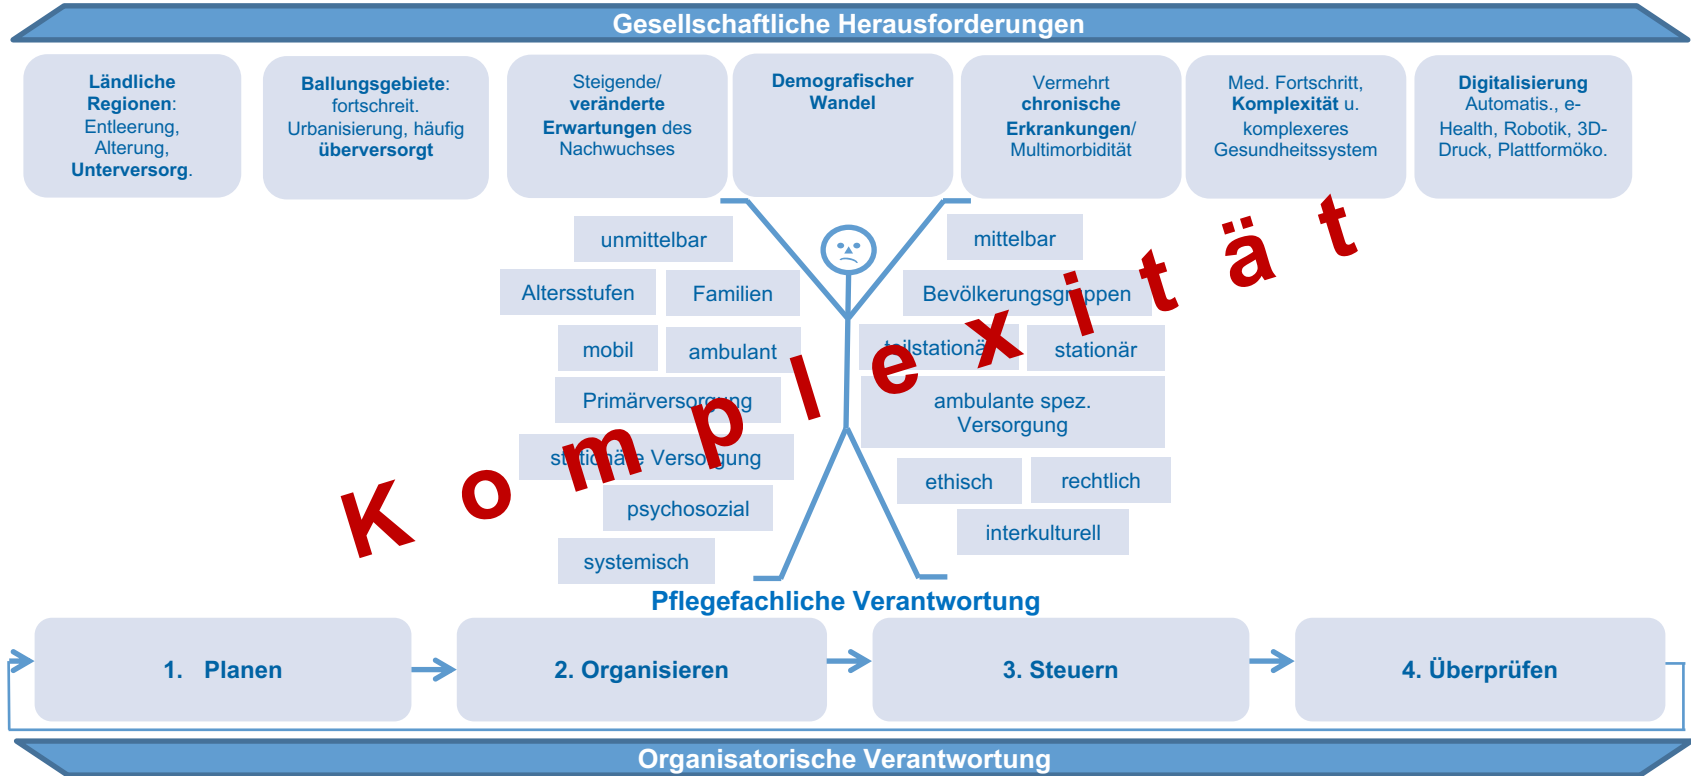 Gesellschaftliche Herausforderungen
Ländliche
Regionen:
Entleerung,
Alterung,
Unterversorg.
Ballungsgebiete:
fortschreit.
Urbanisierung, häufig
überversorgt
Steigende/
veränderte
Erwartungen des
Nachwuchses
Demografischer
Wandel
Vermehrt
chronische
Erkrankungen/
Multimorbidität
Med. Fortschritt,
Komplexität u.
komplexeres
Gesundheitssystem
Digitalisierung
Automatis., e-
Health, Robotik, 3D-
Druck, Plattformöko.
unmittelbar
mittelbar
Altersstufen
Familien
Bevölkerungsgruppen
mobil
ambulant
teilstationär
stationär
Primärversorgung
ambulante spez.
Versorgung
stationäre Versorgung
ethisch
rechtlich
psychosozial
interkulturell
systemisch
Komplexität
Pflegefachliche Verantwortung
1. Planen
2. Organisieren
3. Steuern
4. Überprüfen
Organisatorische Verantwortung